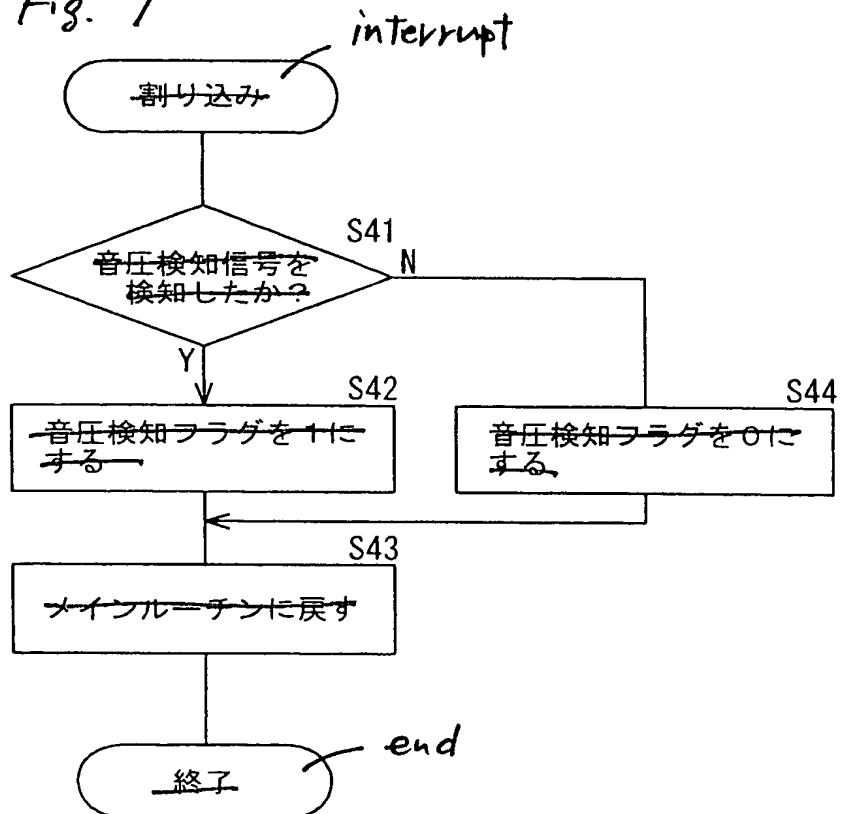 Fig. 7
interrupt
割り込み
S41
音圧検知信号を
検知したか?
N
Y
S42
音圧検知フラグを1に
する
S44
音圧検知フラグを0に
する
S43
メインルーチンに戻す
end
終了